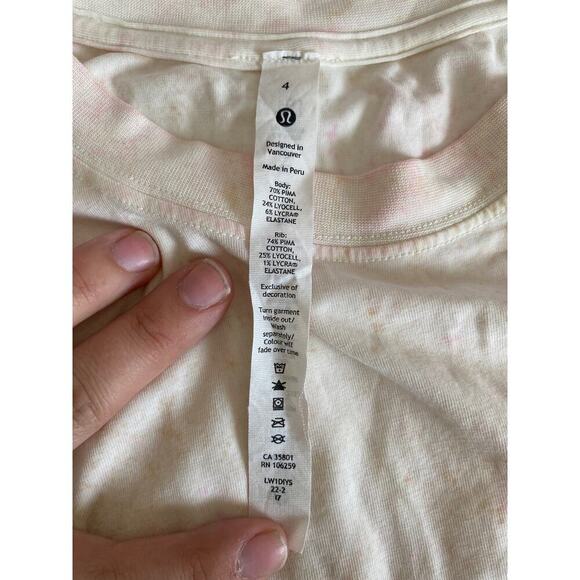 4
Designed in
Vancouver
Made in Peru
Body:
70% PIMA
COTTON,
24% LYOCELL,
6% LYCRA®
ELASTANE
Rib:
74% PIMA
COTTON,
25% LYOCELL,
1% LYCRA®
ELASTANE
Exclusive of
decoration
Turn garment
inside out/
Wash
separately/
Colour will
fade over time
CA 35801
RN 106259
LW1DIYS
22-2
17